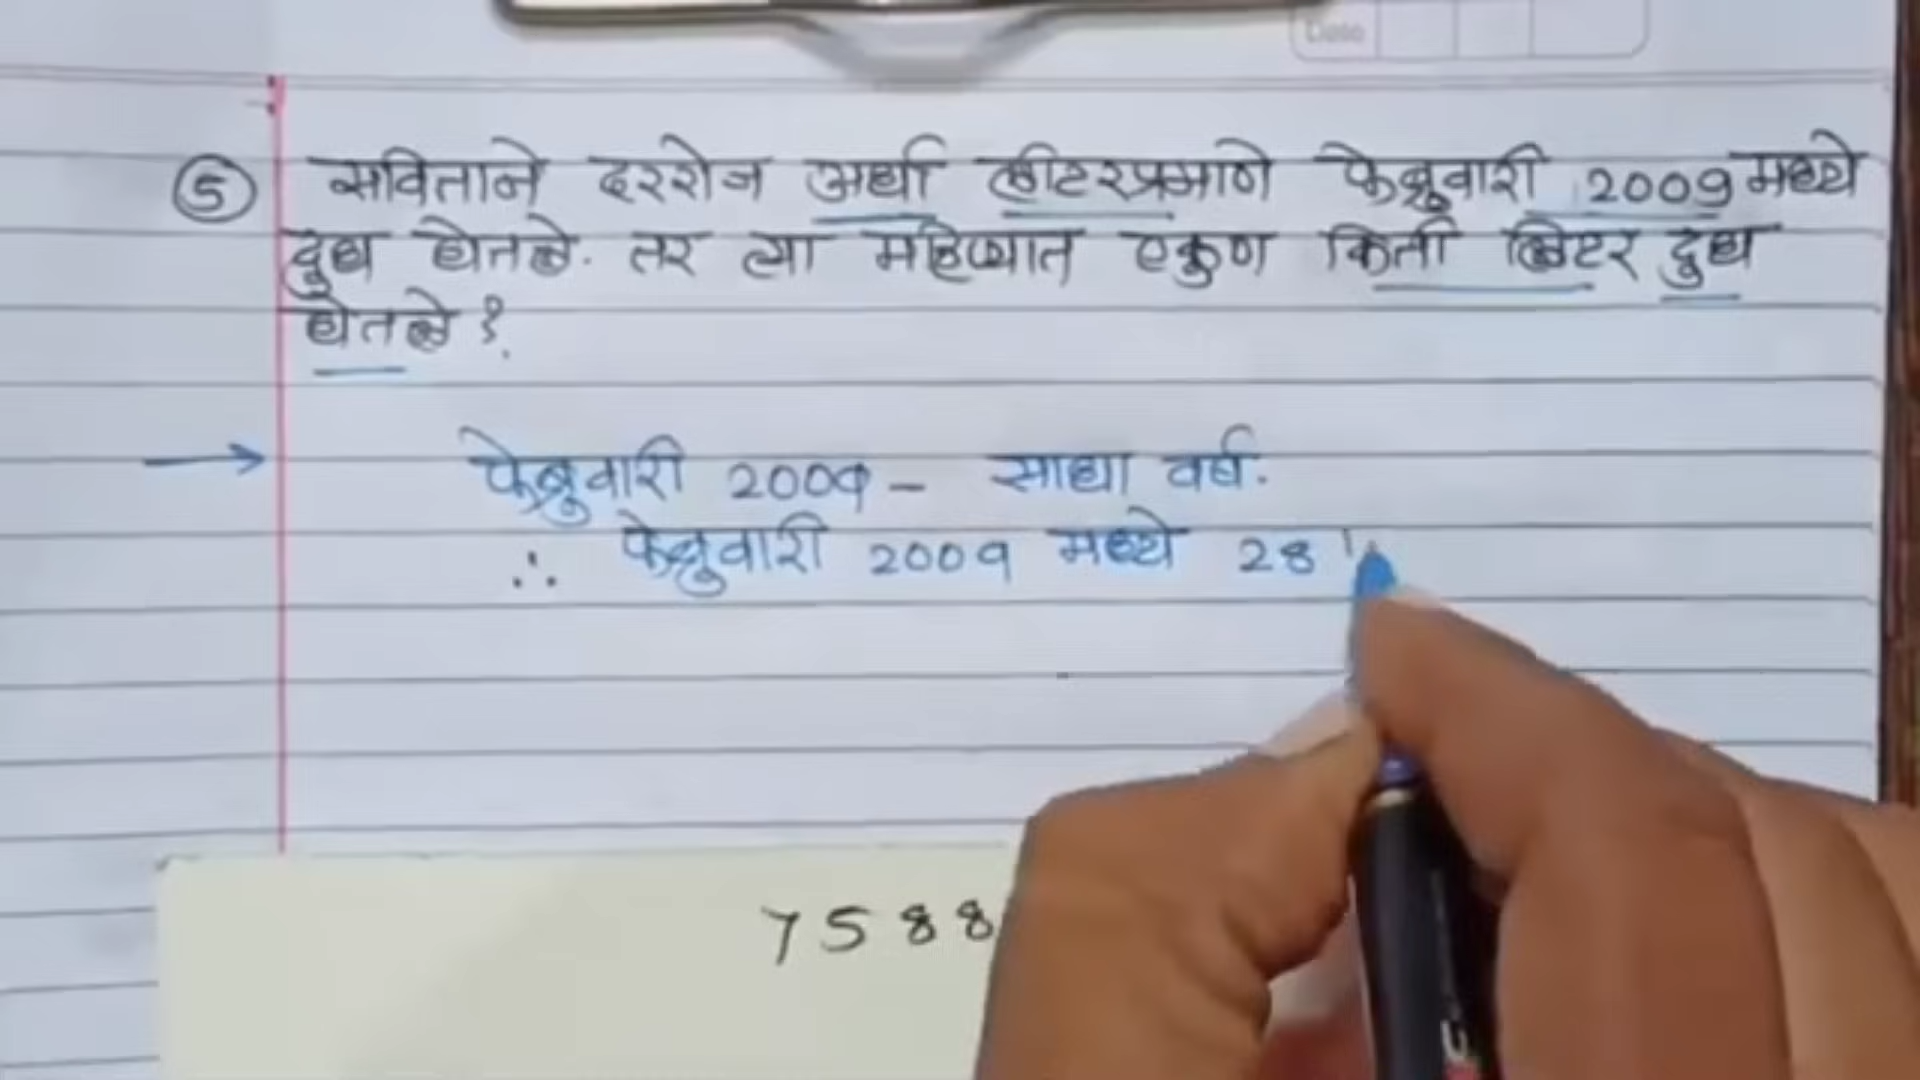 Date
⑤ सविताने दररोज अर्धा लीटरप्रमाणे फेब्रुवारी 2009 मध्ये
दुध घेतले. तर त्या महिण्यात एकुण किती लिटर दुध
घेतले ?
→ फेब्रुवारी 2009 – साधा वर्ष.
∴ फेब्रुवारी 2009 मध्ये 28
7588